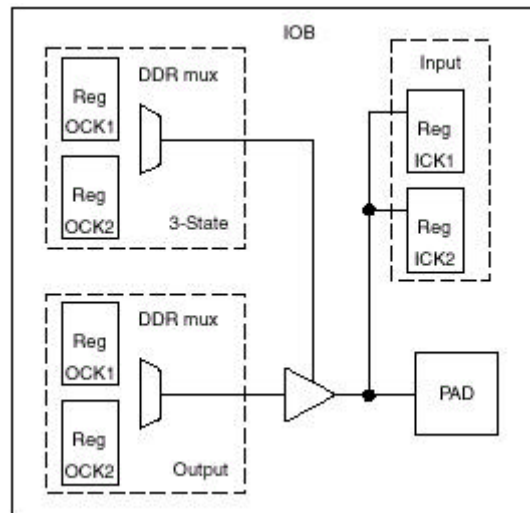 IOB
DDR mux
Reg
OCK1
Reg
OCK2
3-State
Input
Reg
ICK1
Reg
ICK2
DDR mux
Reg
OCK1
Reg
OCK2
Output
PAD